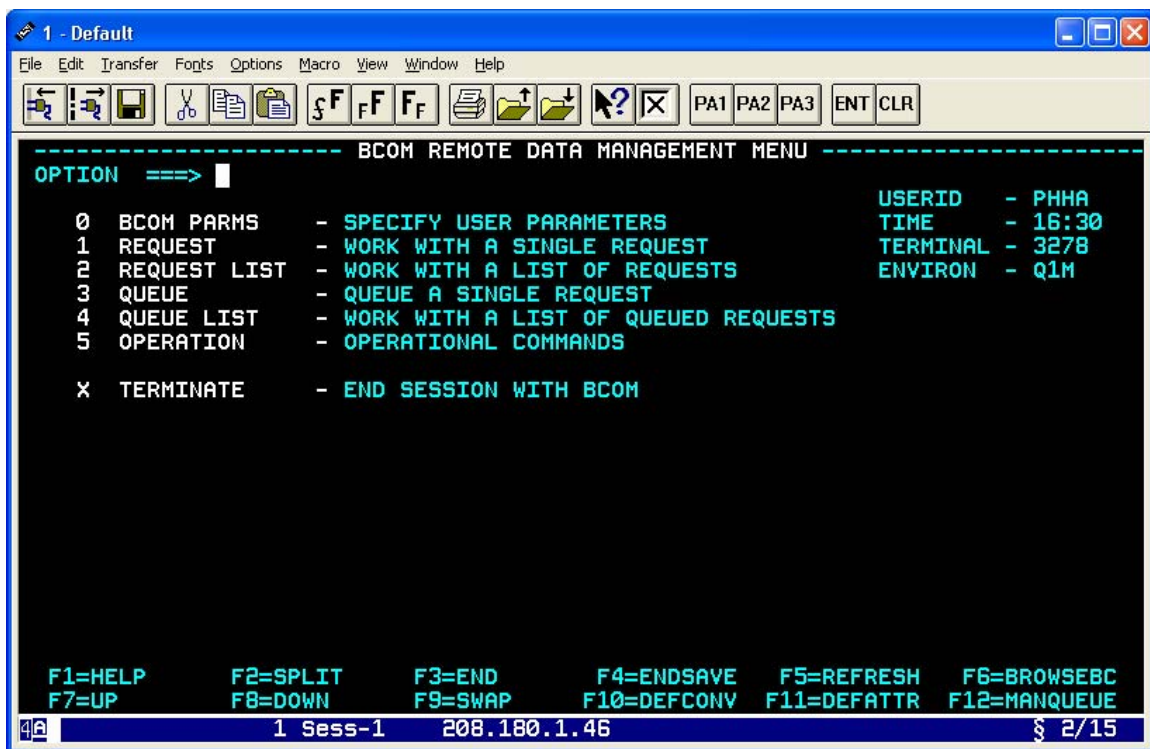 1 - Default
File Edit Transfer Fonts Options Macro View Window Help
PA1 PA2 PA3 ENT CLR
----------------------- BCOM REMOTE DATA MANAGEMENT MENU ------------------------
OPTION ===>
USERID - PHHA
0 BCOM PARMS - SPECIFY USER PARAMETERS TIME - 16:30
1 REQUEST - WORK WITH A SINGLE REQUEST TERMINAL - 3278
2 REQUEST LIST - WORK WITH A LIST OF REQUESTS ENVIRON - Q1M
3 QUEUE - QUEUE A SINGLE REQUEST
4 QUEUE LIST - WORK WITH A LIST OF QUEUED REQUESTS
5 OPERATION - OPERATIONAL COMMANDS
X TERMINATE - END SESSION WITH BCOM
F1=HELP F2=SPLIT F3=END F4=ENDSAVE F5=REFRESH F6=BROWSEBC
F7=UP F8=DOWN F9=SWAP F10=DEFCONV F11=DEFATTR F12=MANQUEUE
4A 1 Sess-1 208.180.1.46 § 2/15